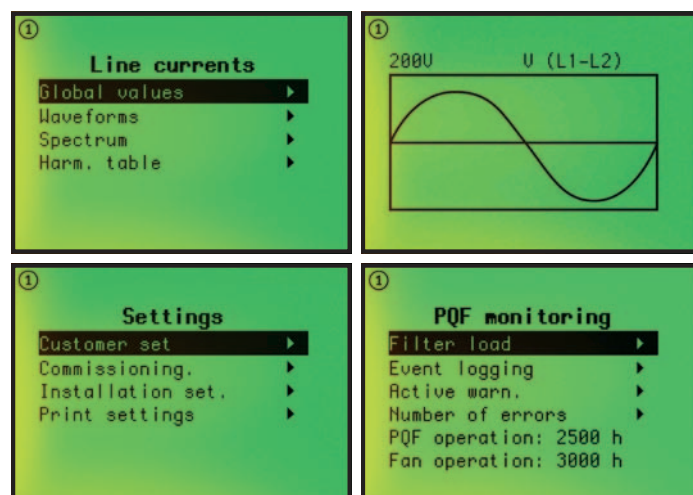 ①
Line currents
Global values
Waveforms
Spectrum
Harm. table
①
200V V (L1-L2)
①
Settings
Customer set
Commissioning.
Installation set.
Print settings
①
PQF monitoring
Filter load
Event logging
Active warn.
Number of errors
PQF operation: 2500 h
Fan operation: 3000 h